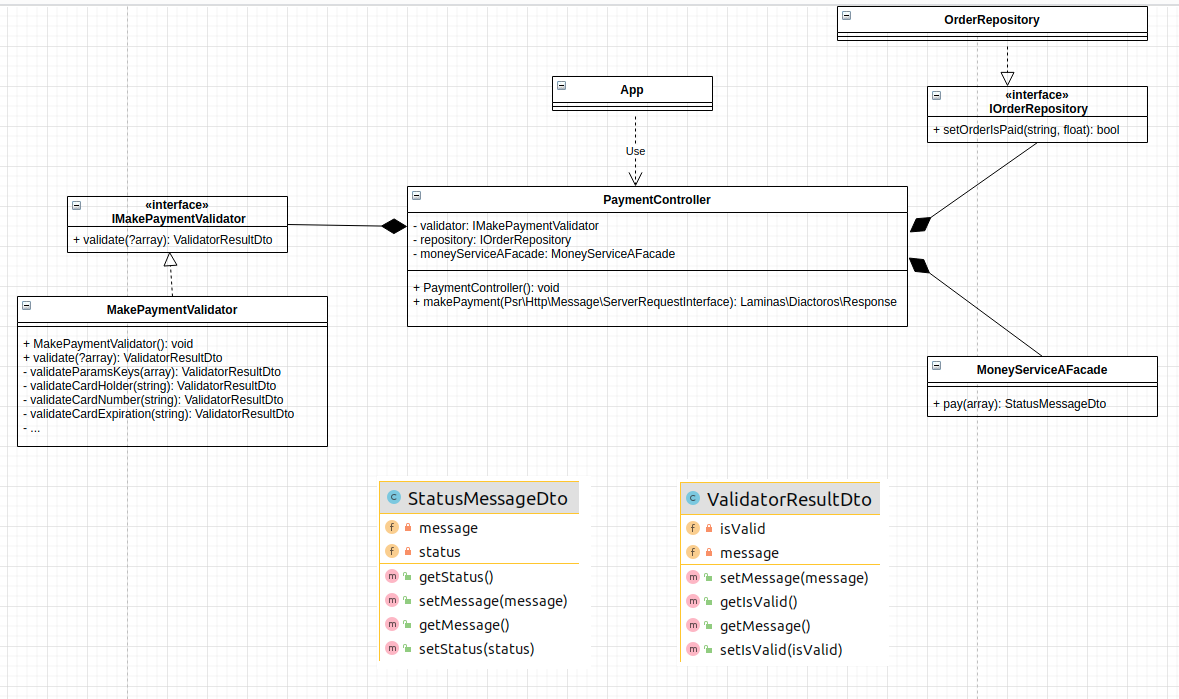 OrderRepository
App
«interface»
IOrderRepository
+ setOrderIsPaid(string, float): bool
Use
«interface»
IMakePaymentValidator
+ validate(?array): ValidatorResultDto
PaymentController
- validator: IMakePaymentValidator
- repository: IOrderRepository
- moneyServiceAFacade: MoneyServiceAFacade
+ PaymentController(): void
+ makePayment(Psr\Http\Message\ServerRequestInterface): Laminas\Diactoros\Response
MakePaymentValidator
+ MakePaymentValidator(): void
+ validate(?array): ValidatorResultDto
- validateParamsKeys(array): ValidatorResultDto
- validateCardHolder(string): ValidatorResultDto
- validateCardNumber(string): ValidatorResultDto
- validateCardExpiration(string): ValidatorResultDto
- ...
MoneyServiceAFacade
+ pay(array): StatusMessageDto
C StatusMessageDto
f message
f status
m getStatus()
m setMessage(message)
m getMessage()
m setStatus(status)
C ValidatorResultDto
f isValid
f message
m setMessage(message)
m getIsValid()
m getMessage()
m setIsValid(isValid)